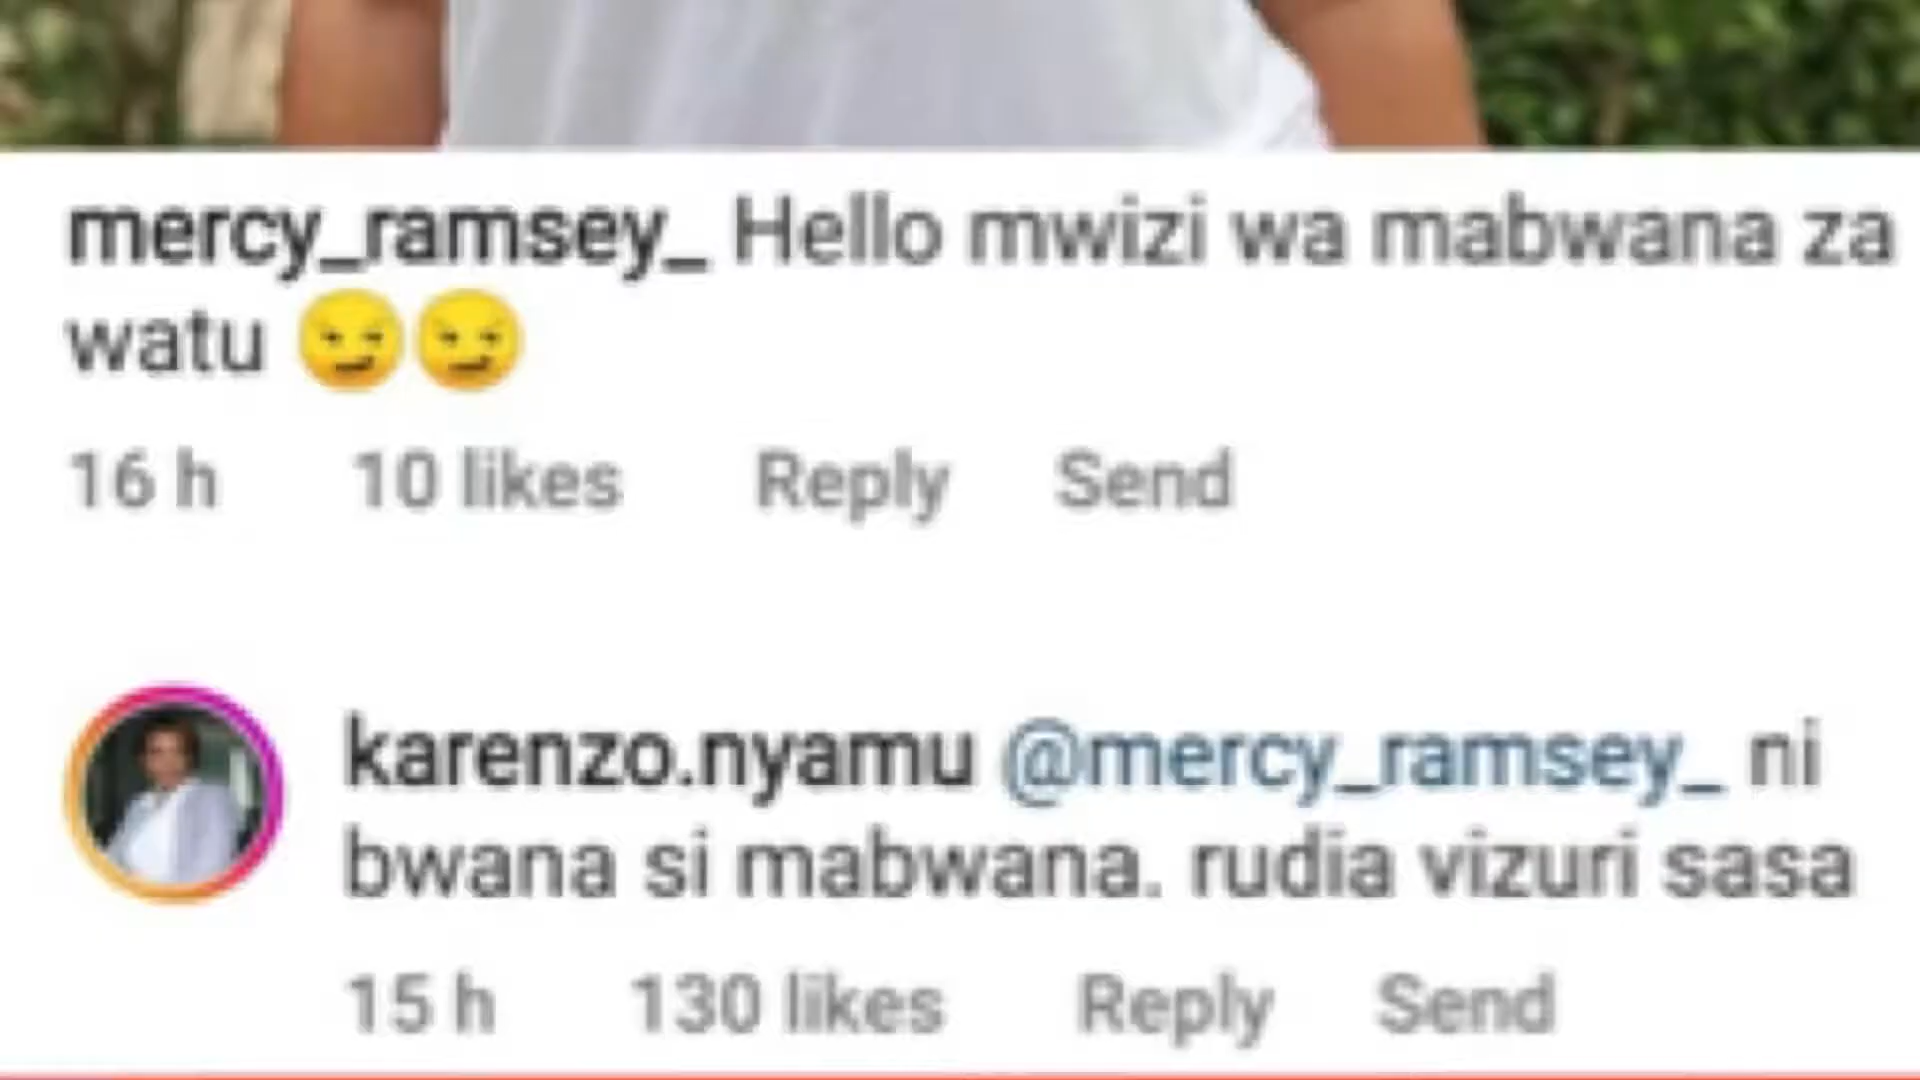 mercy_ramsey_ Hello mwizi wa mabwana za
watu 😏😏
16 h 10 likes Reply Send
karenzo.nyamu @mercy_ramsey_ ni
bwana si mabwana. rudia vizuri sasa
15 h 130 likes Reply Send